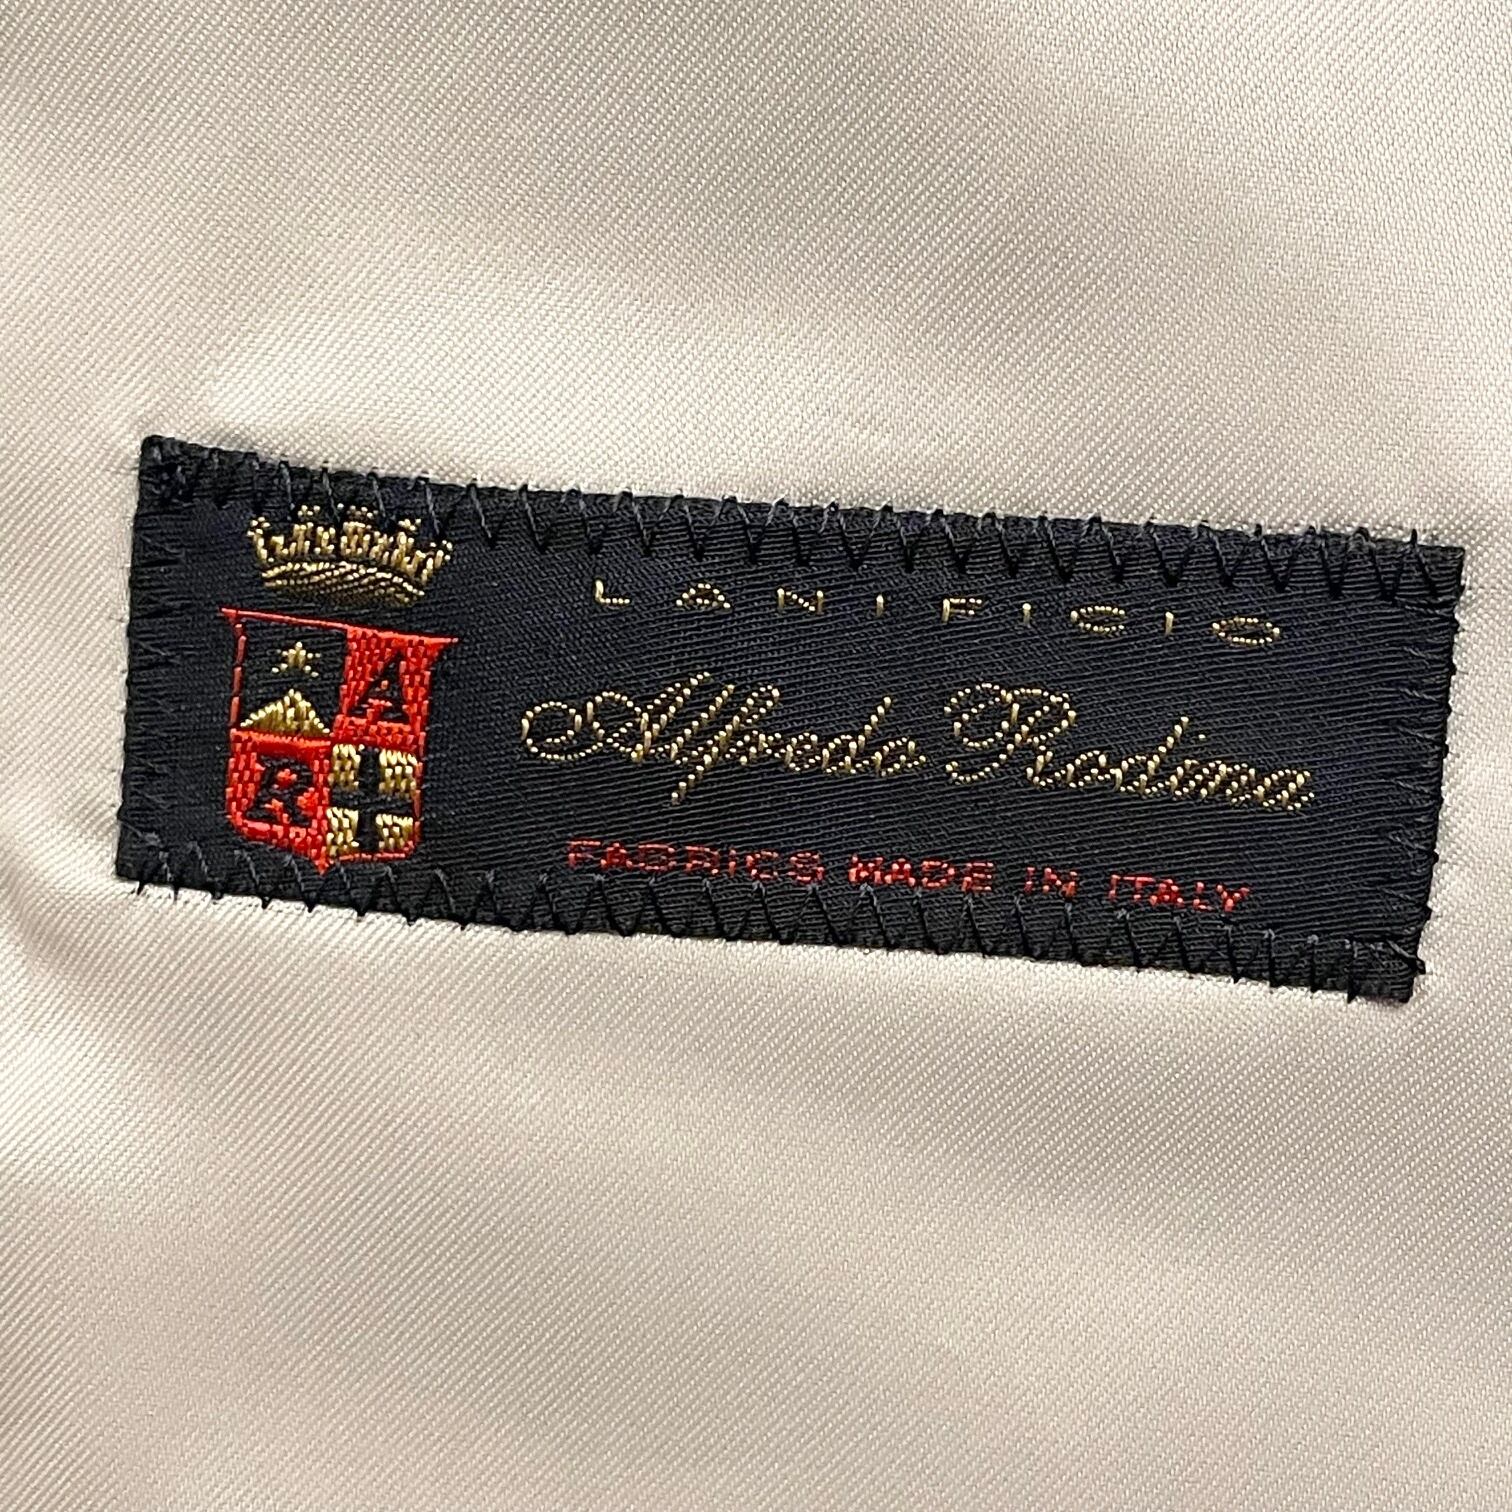 LANIFICIO
A
Alfredo Rodina
R
FABRICS MADE IN ITALY